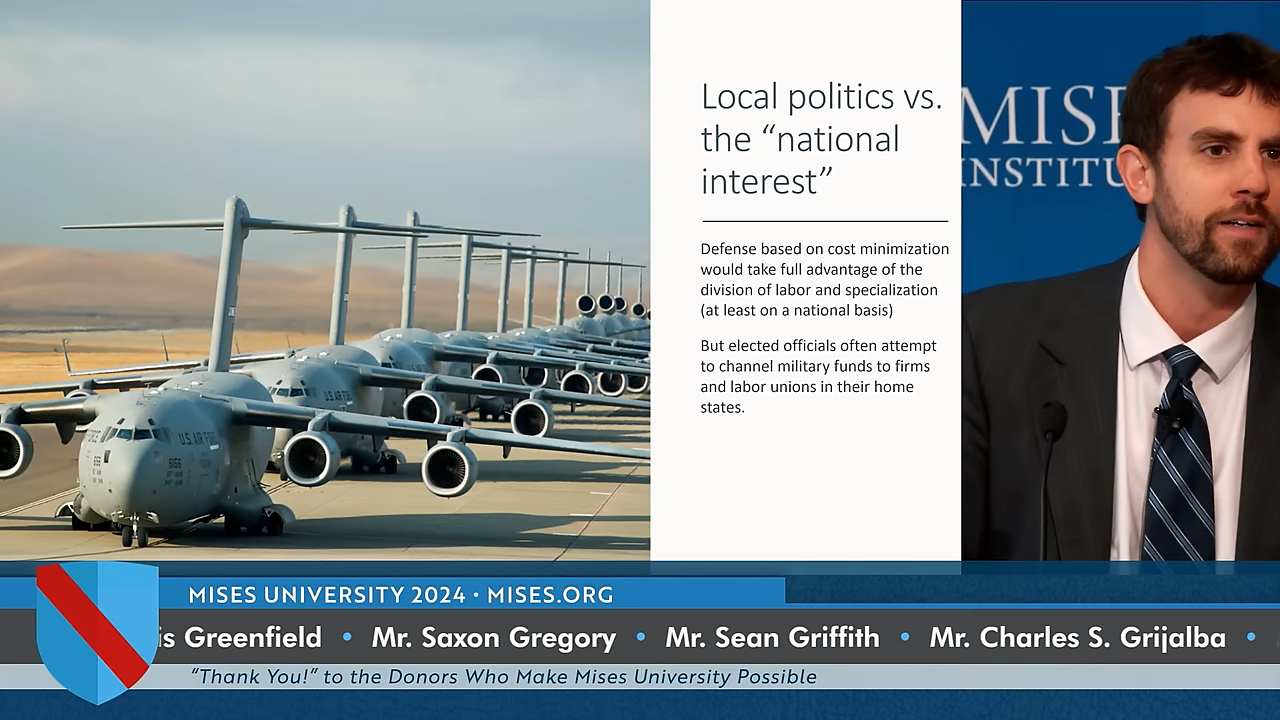 Local politics vs.
the “national
interest”
Defense based on cost minimization
would take full advantage of the
division of labor and specialization
(at least on a national basis)
But elected officials often attempt
to channel military funds to firms
and labor unions in their home
states.
MISE
INSTITU
U.S. AIR FORCE
MISES UNIVERSITY 2024 • MISES.ORG
is Greenfield • Mr. Saxon Gregory • Mr. Sean Griffith • Mr. Charles S. Grijalba •
“Thank You!” to the Donors Who Make Mises University Possible